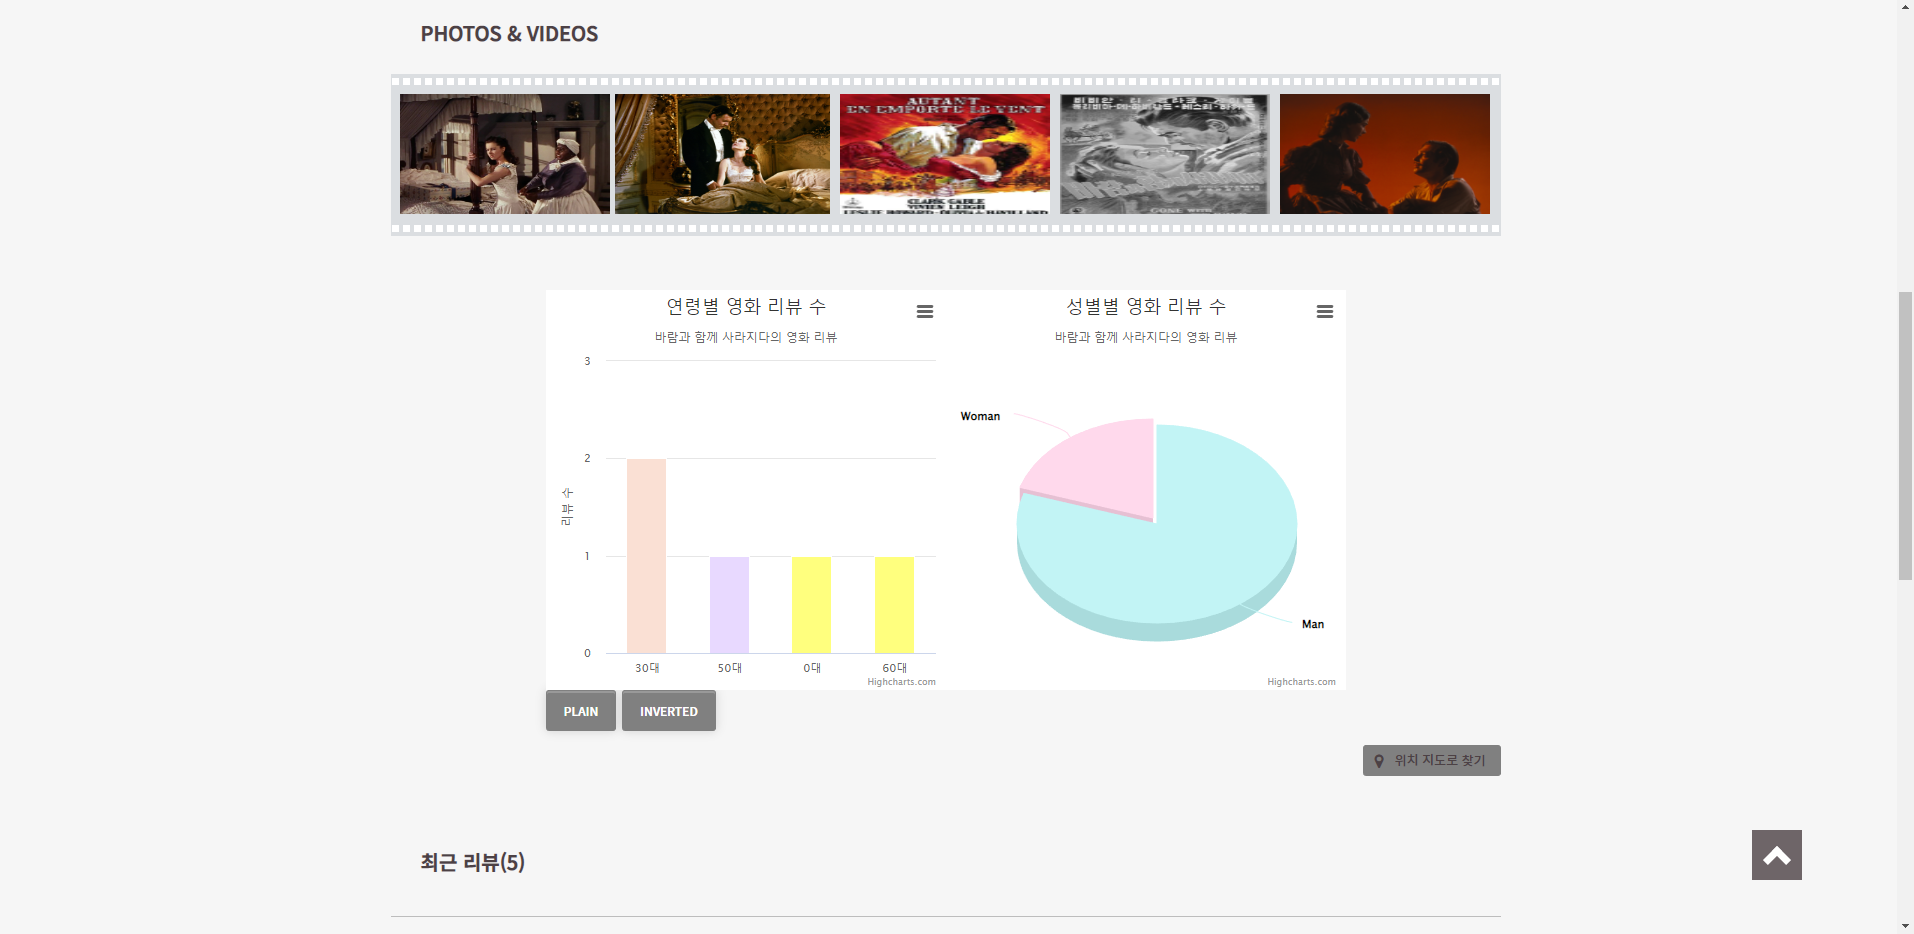 PHOTOS & VIDEOS
AUTANT
EN EMPORTE LE VENT
CLARK GABLE
VIVIEN LEIGH
GONE WITH
연령별 영화 리뷰 수
바람과 함께 사라지다의 영화 리뷰
3
2
1
0
리뷰 수
30대
50대
0대
60대
Highcharts.com
성별별 영화 리뷰 수
바람과 함께 사라지다의 영화 리뷰
Woman
Man
Highcharts.com
PLAIN
INVERTED
위치 지도로 찾기
최근 리뷰(5)